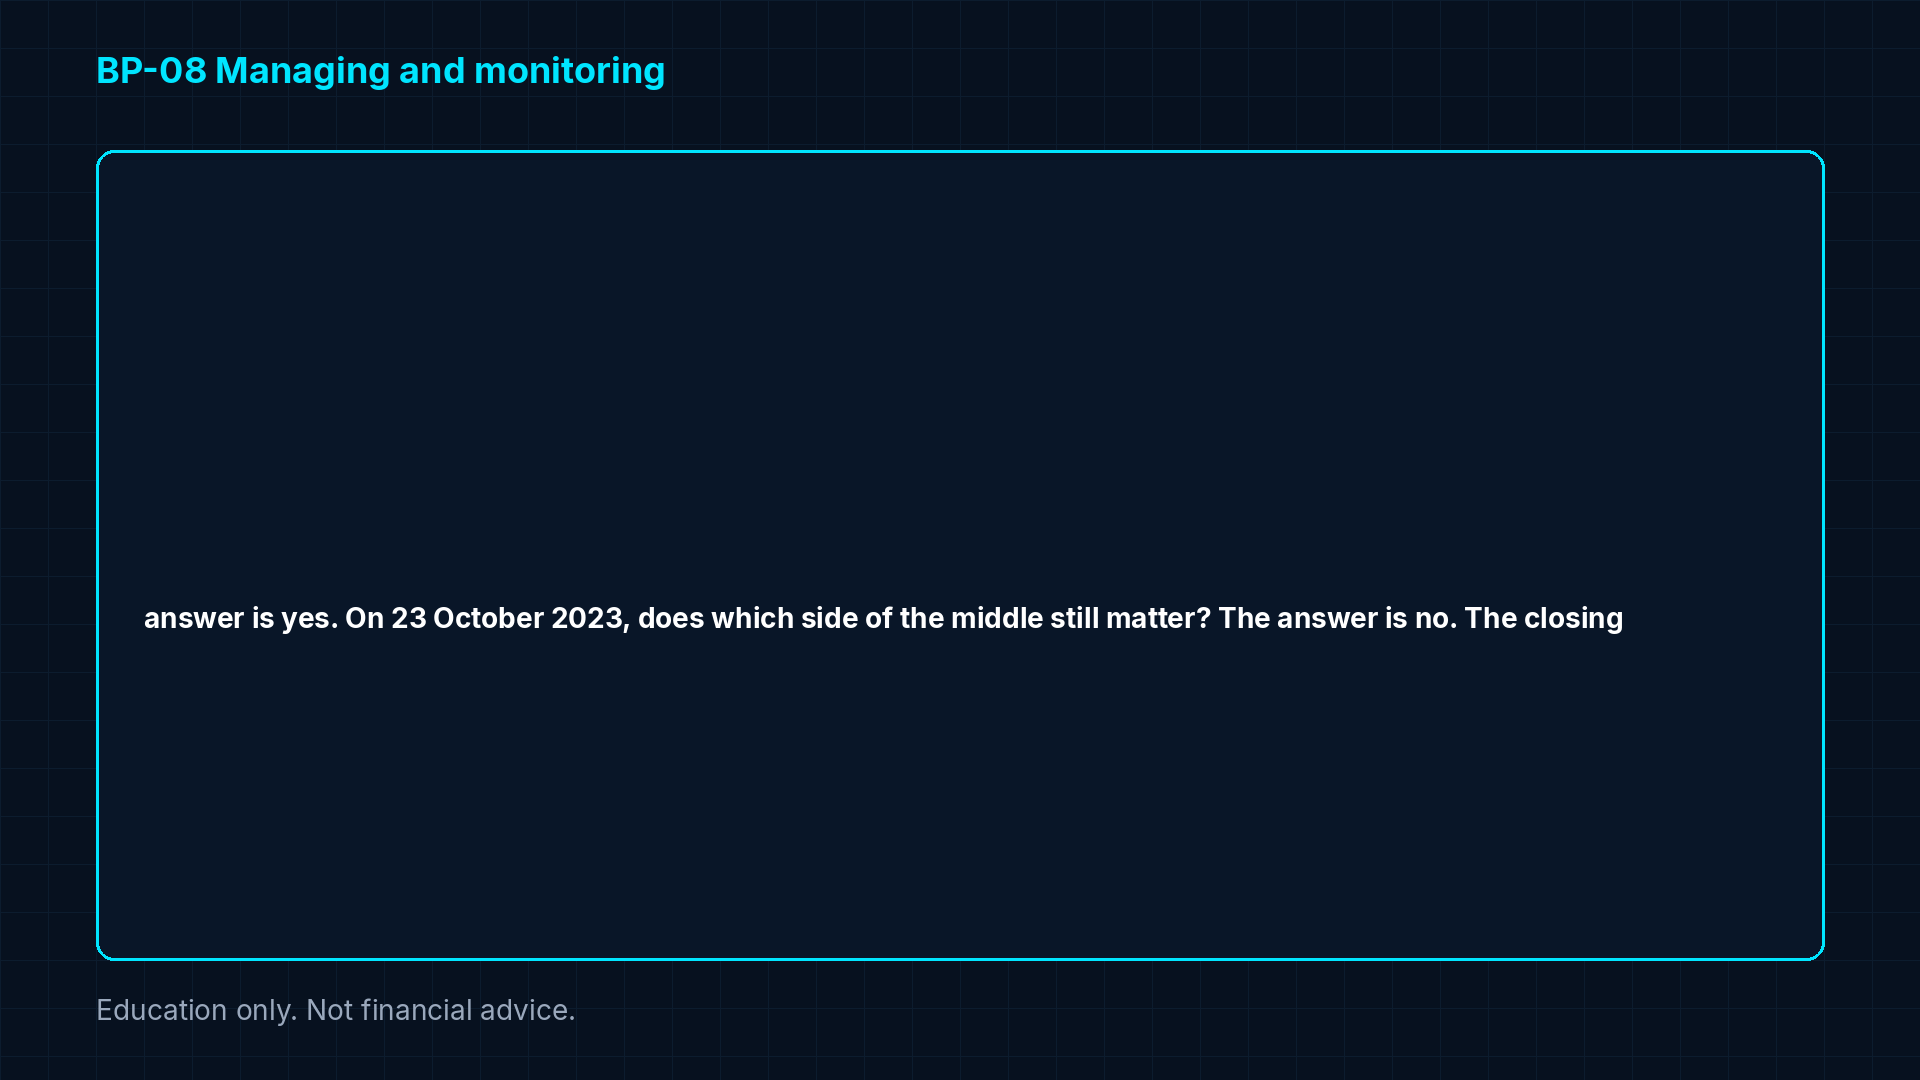 BP-08 Managing and monitoring
answer is yes. On 23 October 2023, does which side of the middle still matter? The answer is no. The closing
Education only. Not financial advice.